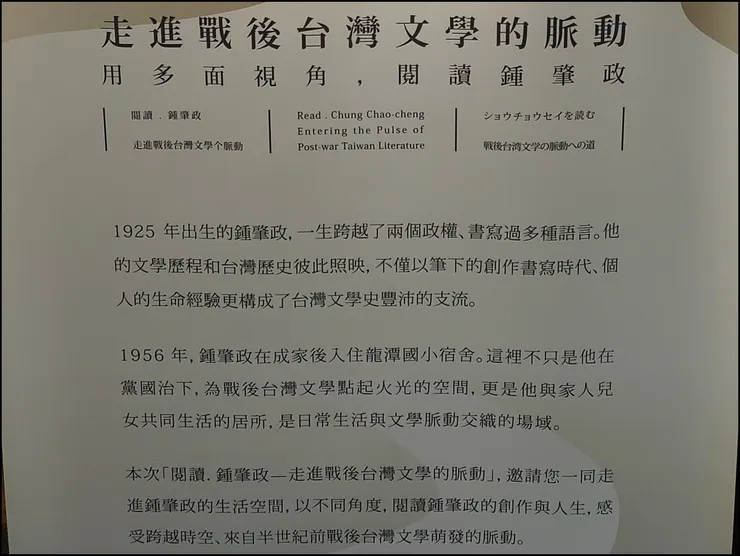 走進戰後台灣文學的脈動
用多面視角,閱讀鍾肇政
閱讀．鍾肇政
走進戰後台灣文學个脈動
Read . Chung Chao-cheng
Entering the Pulse of
Post-war Taiwan Literature
ショウチョウセイを読む
戦後台湾文学の脈動への道
1925 年出生的鍾肇政,一生跨越了兩個政權、書寫過多種語言。他
的文學歷程和台灣歷史彼此照映,不僅以筆下的創作書寫時代、個
人的生命經驗更構成了台灣文學史豐沛的支流。
1956 年,鍾肇政在成家後入住龍潭國小宿舍。這裡不只是他在
黨國治下,為戰後台灣文學點起火光的空間,更是他與家人兒
女共同生活的居所,是日常生活與文學脈動交織的場域。
本次「閱讀．鍾肇政—走進戰後台灣文學的脈動」,邀請您一同走
進鍾肇政的生活空間,以不同角度,閱讀鍾肇政的創作與人生,感
受跨越時空、來自半世紀前戰後台灣文學萌發的脈動。